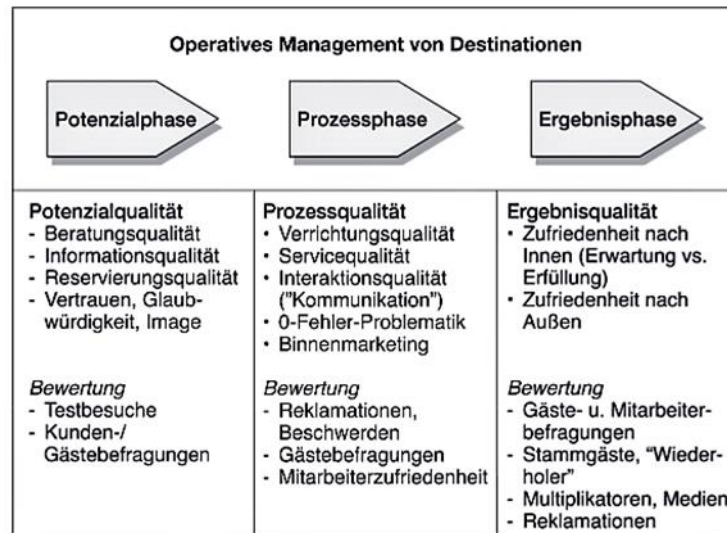 Operatives Management von Destinationen
Potenzialphase
Prozessphase
Ergebnisphase
Potenzialqualität
- Beratungsqualität
- Informationsqualität
- Reservierungsqualität
- Vertrauen, Glaub-
würdigkeit, Image
Bewertung
- Testbesuche
- Kunden-/
Gästebefragungen
Prozessqualität
• Verrichtungsqualität
• Servicequalität
• Interaktionsqualität
("Kommunikation")
• 0-Fehler-Problematik
• Binnenmarketing
Bewertung
- Reklamationen,
Beschwerden
- Gästebefragungen
- Mitarbeiterzufriedenheit
Ergebnisqualität
• Zufriedenheit nach
Innen (Erwartung vs.
Erfüllung)
• Zufriedenheit nach
Außen
Bewertung
- Gäste- u. Mitarbeiter-
befragungen
- Stammgäste, "Wieder-
holer"
- Multiplikatoren, Medien
- Reklamationen